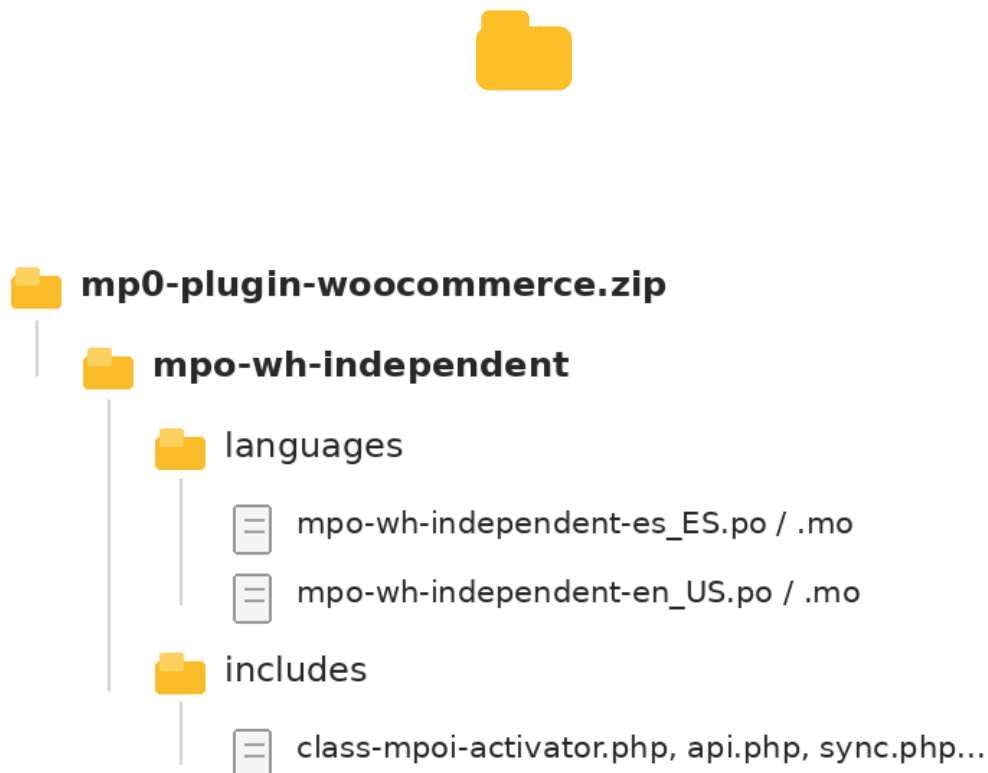 mp0-plugin-woocommerce.zip
mpo-wh-independent
languages
mpo-wh-independent-es_ES.po / .mo
mpo-wh-independent-en_US.po / .mo
includes
class-mpoi-activator.php, api.php, sync.php...